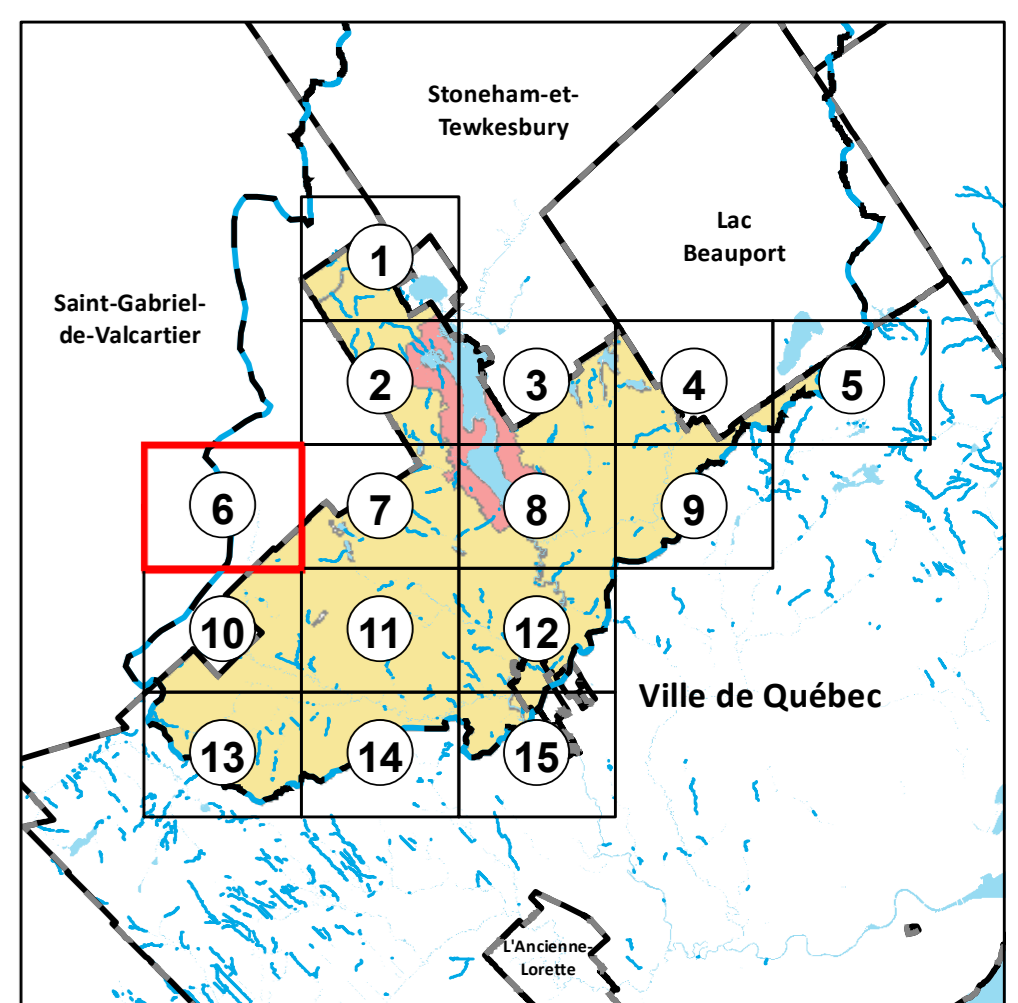 Stoneham-et-
Tewkesbury
Lac
Beauport
Saint-Gabriel-
de-Valcartier
1
2
3
4
5
6
7
8
9
10
11
12
Ville de Québec
13
14
15
L'Ancienne-
Lorette